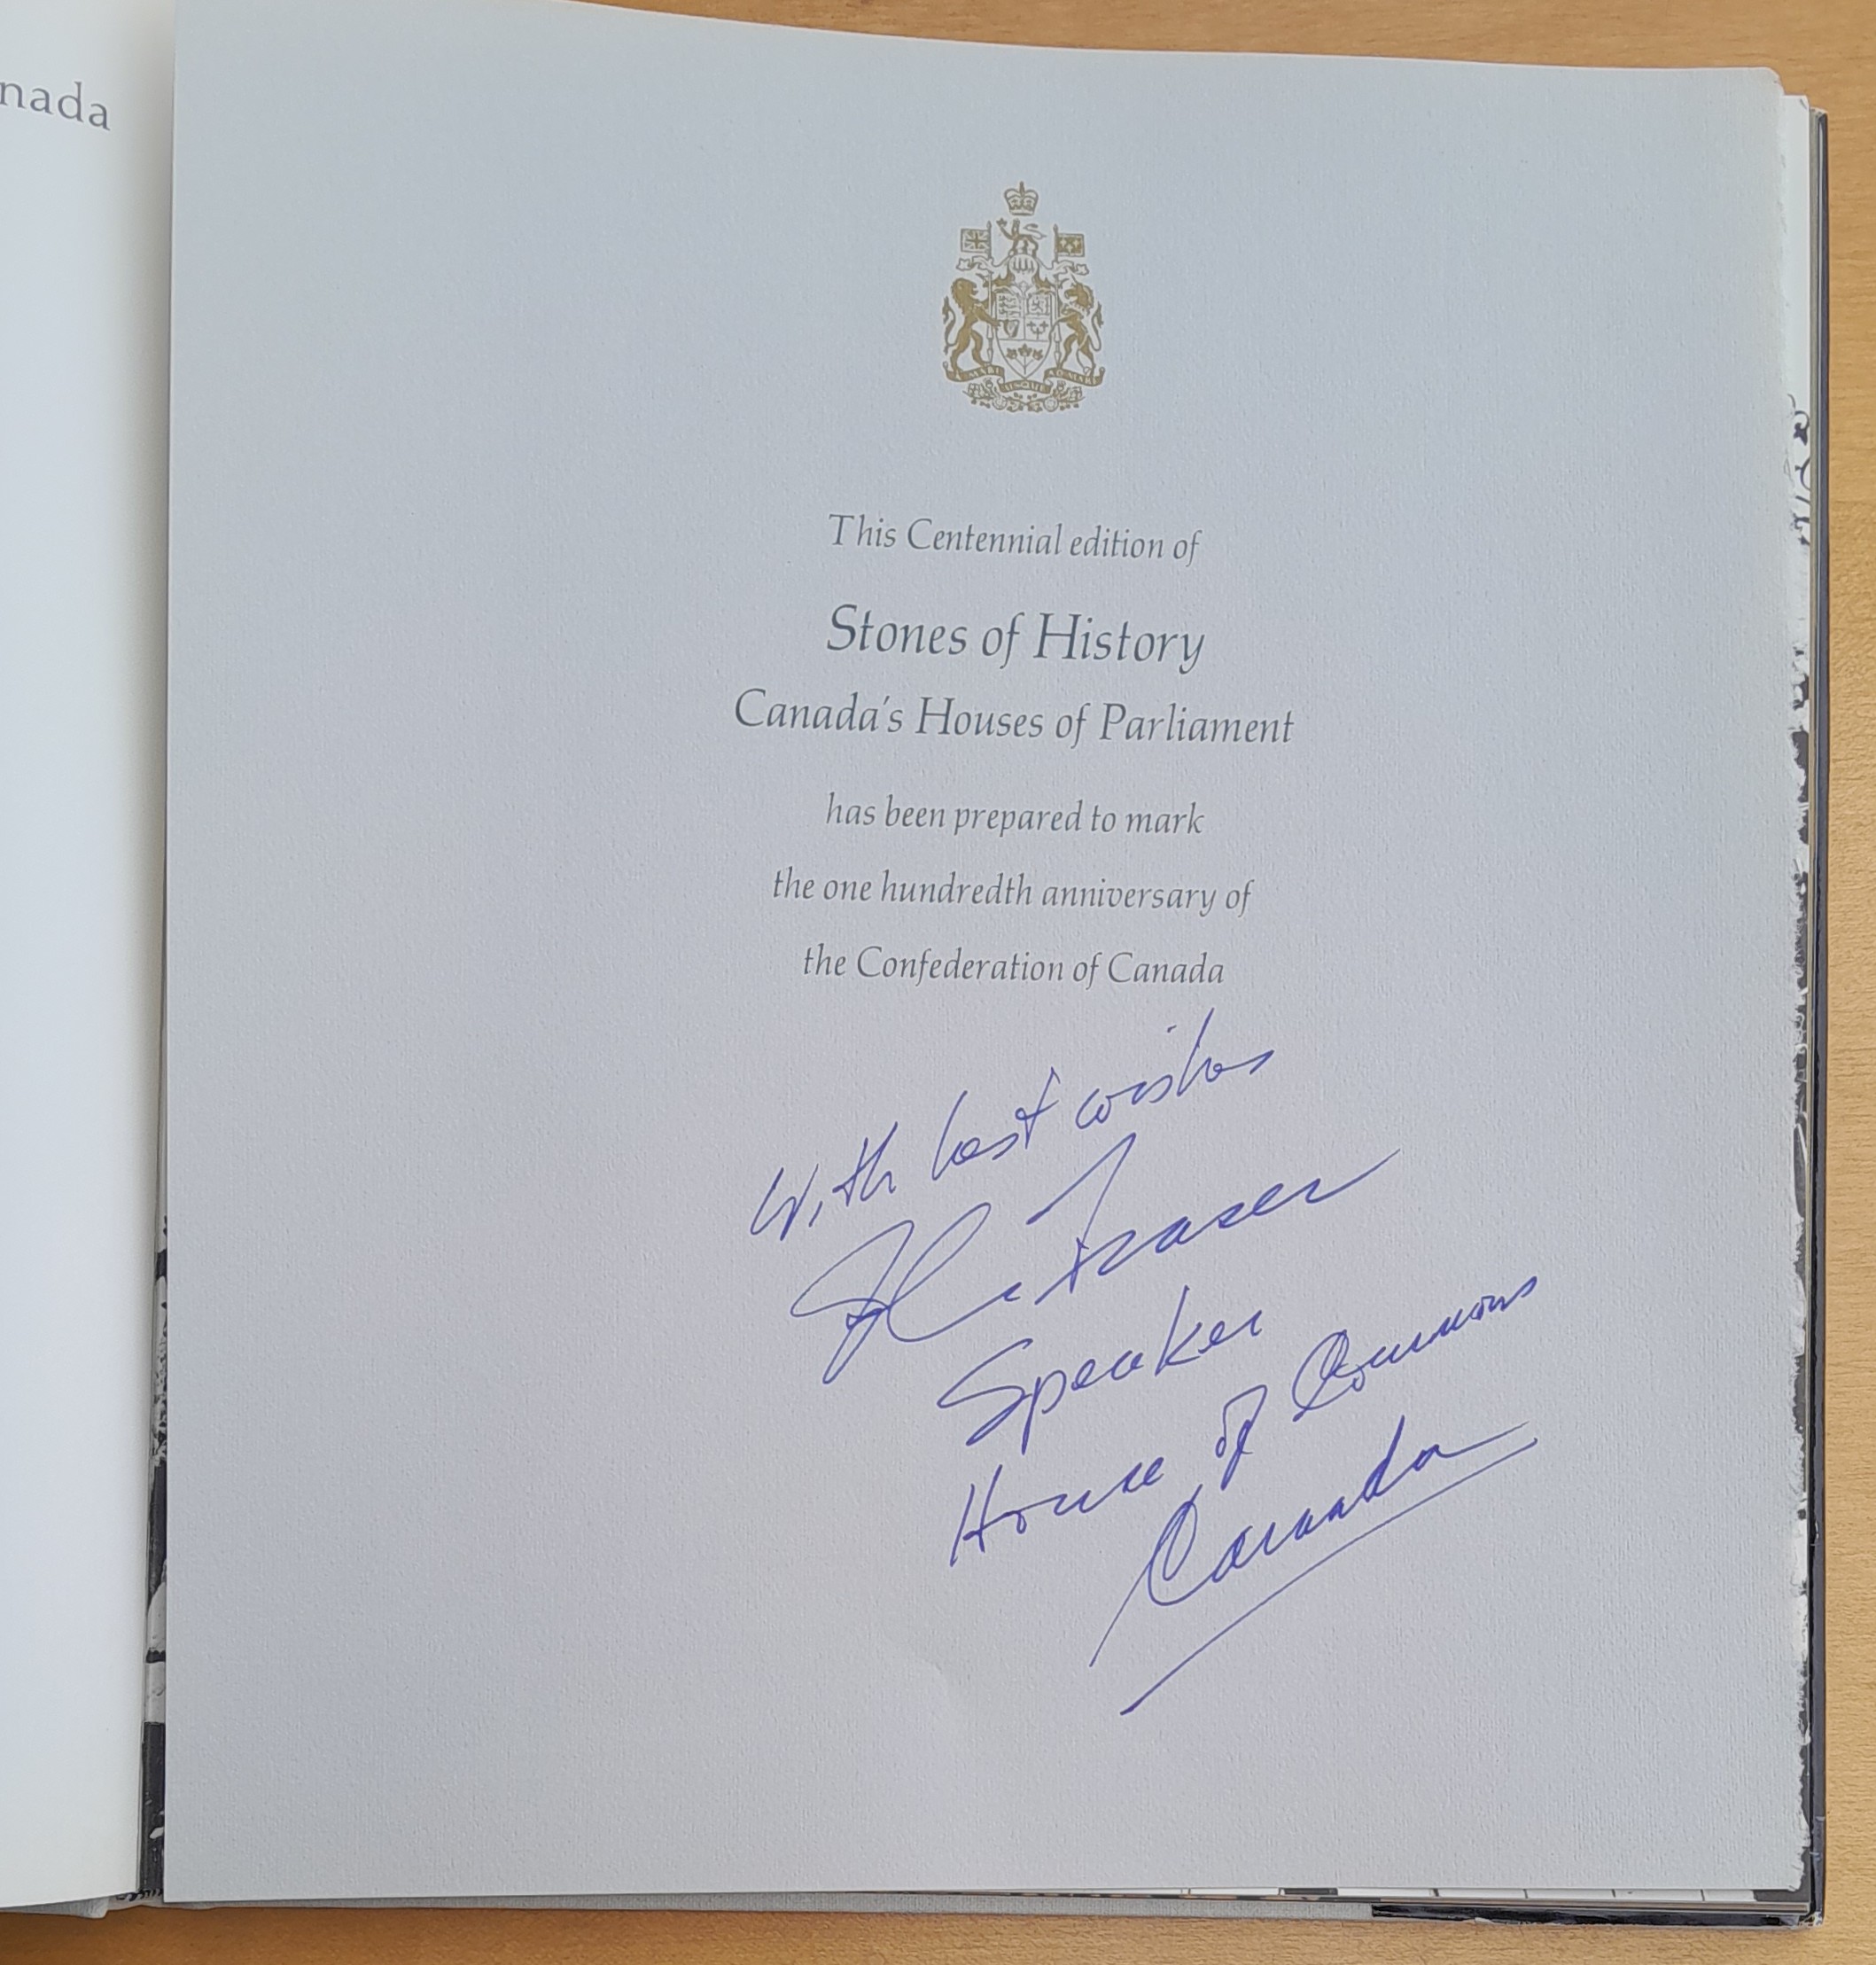 nada
This Centennial edition of
Stones of History
Canada's Houses of Parliament
has been prepared to mark
the one hundredth anniversary of
the Confederation of Canada
With best wishes
Fraser
Speaker
House of Commons
Canada